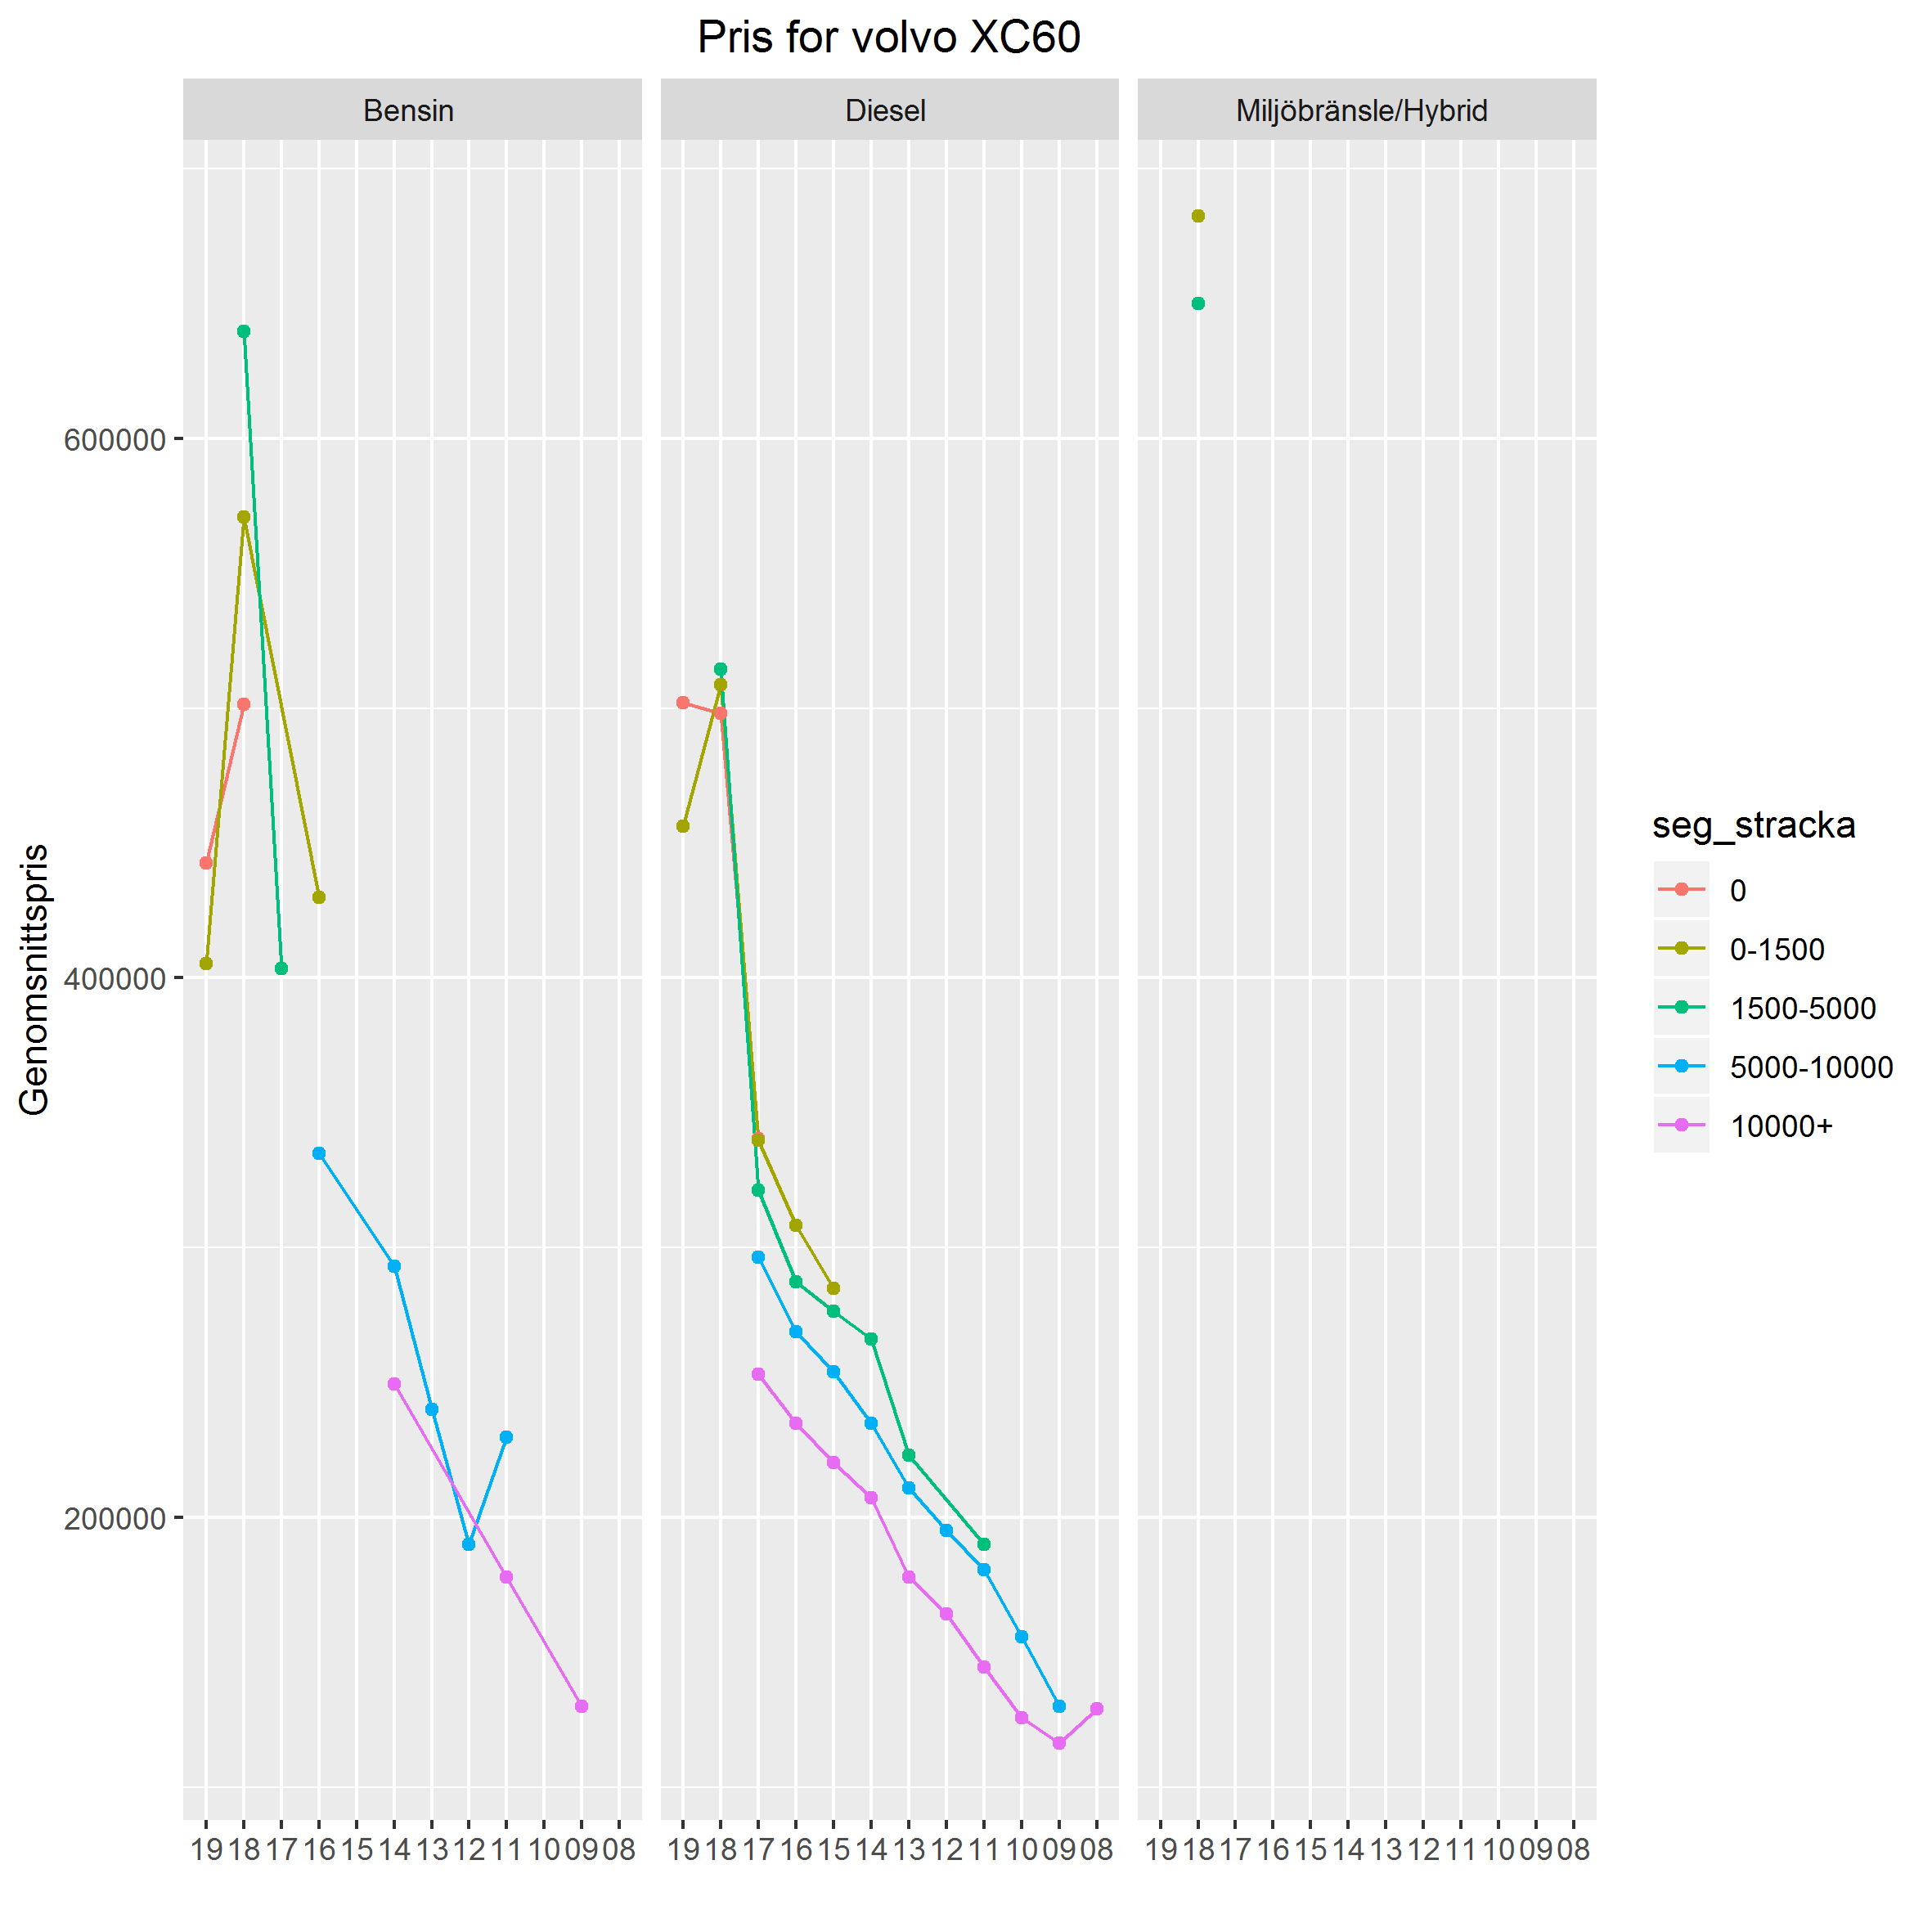 Pris for volvo XC60
Bensin
Diesel
Miljöbränsle/Hybrid
Genomsnittspris
600000
400000
200000
19 18 17 16 15 14 13 12 11 10 09 08
19 18 17 16 15 14 13 12 11 10 09 08
19 18 17 16 15 14 13 12 11 10 09 08
seg_stracka
0
0-1500
1500-5000
5000-10000
10000+